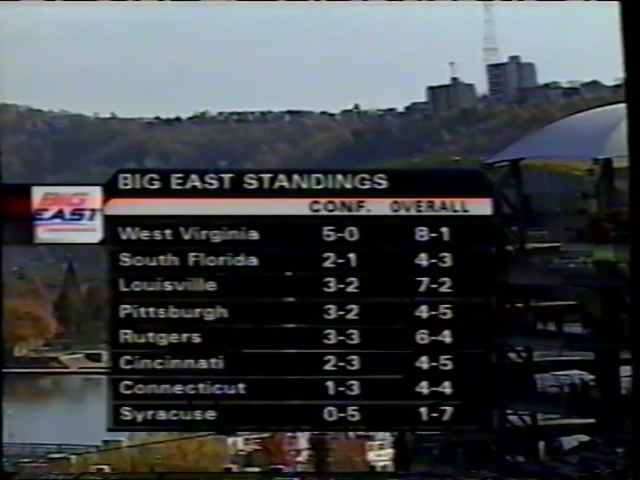 BIG EAST STANDINGS
BIG EAST
CONF. OVERALL
West Virginia 5-0 8-1
South Florida 2-1 4-3
Louisville 3-2 7-2
Pittsburgh 3-2 4-5
Rutgers 3-3 6-4
Cincinnati 2-3 4-5
Connecticut 1-3 4-4
Syracuse 0-5 1-7